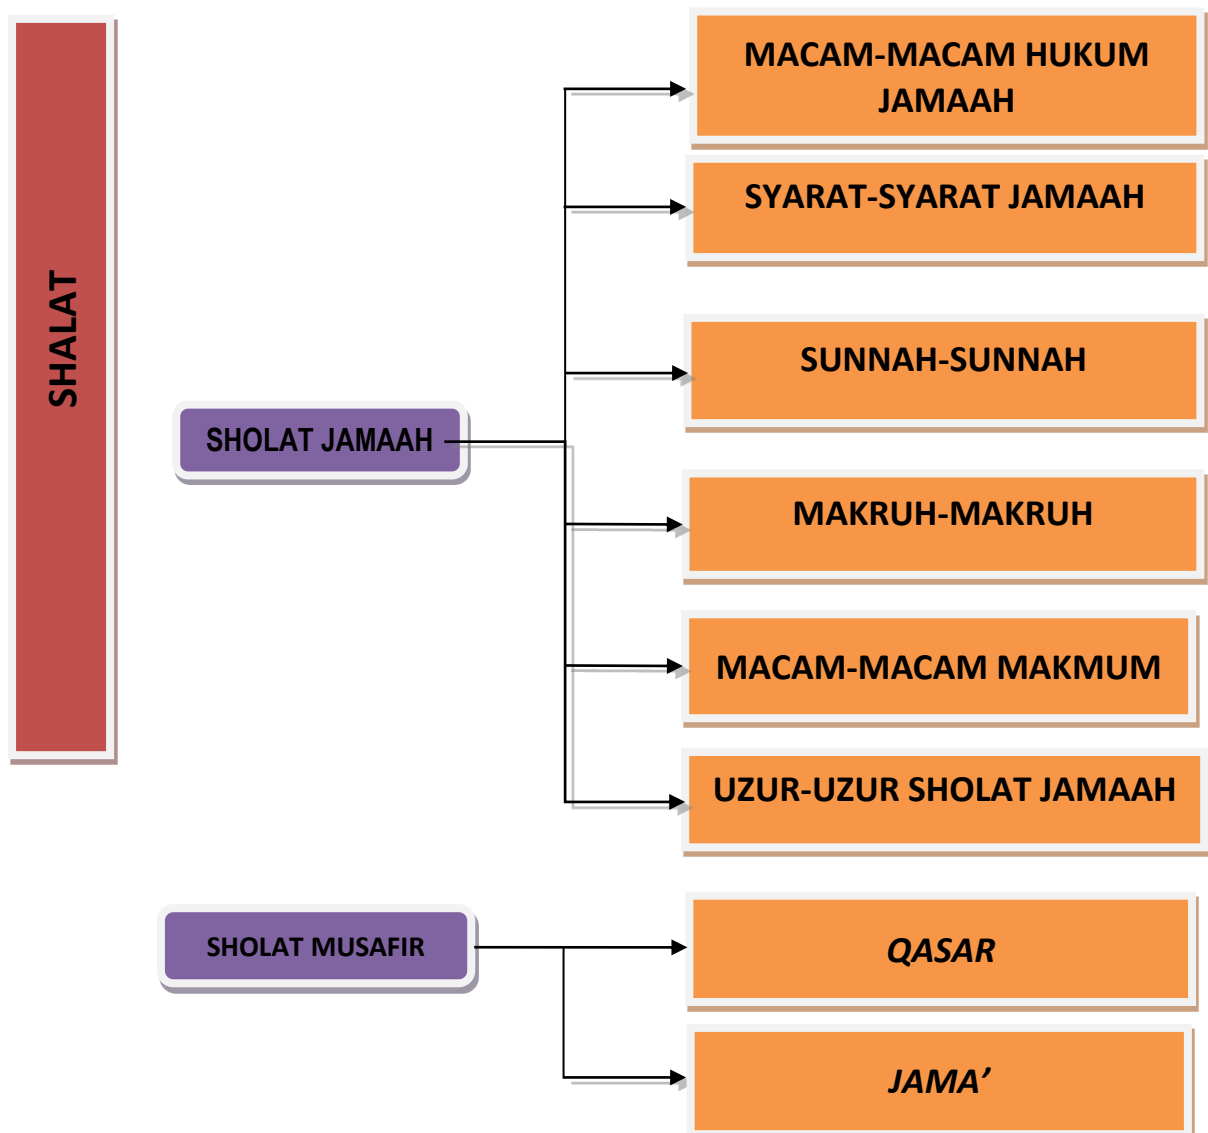 SHALAT
SHOLAT JAMAAH
MACAM-MACAM HUKUM
JAMAAH
SYARAT-SYARAT JAMAAH
SUNNAH-SUNNAH
MAKRUH-MAKRUH
MACAM-MACAM MAKMUM
UZUR-UZUR SHOLAT JAMAAH
SHOLAT MUSAFIR
QASAR
JAMA’